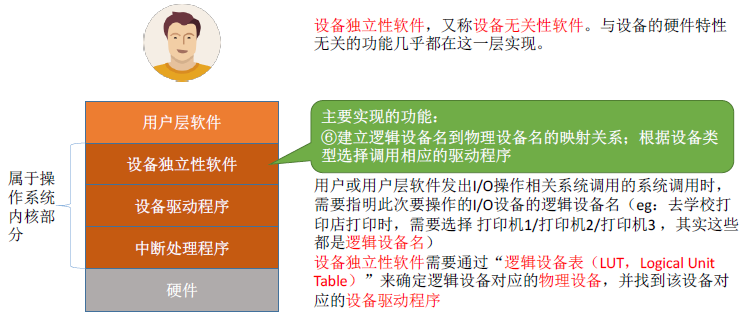 设备独立性软件，又称设备无关性软件。与设备的硬件特性
无关的功能几乎都在这一层实现。
用户层软件
设备独立性软件
设备驱动程序
中断处理程序
硬件
属于操
作系统
内核部
分
主要实现的功能：
⑥建立逻辑设备名到物理设备名的映射关系；根据设备类
型选择调用相应的驱动程序
用户或用户层软件发出I/O操作相关系统调用的系统调用时，
需要指明此次要操作的I/O设备的逻辑设备名（eg：去学校打
印店打印时，需要选择 打印机1/打印机2/打印机3 ，其实这些
都是逻辑设备名）
设备独立性软件需要通过“逻辑设备表（LUT，Logical Unit
Table）”来确定逻辑设备对应的物理设备，并找到该设备对
应的设备驱动程序